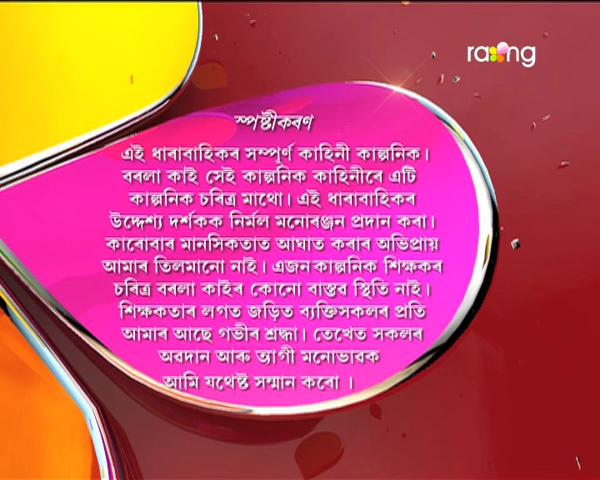 rang
স্পষ্টীকৰণ
এই ধাৰাবাহিকৰ সম্পূৰ্ণ কাহিনী কাল্পনিক।
বৰলা কাই সেই কাল্পনিক কাহিনীৰে এটি
কাল্পনিক চৰিত্ৰ মাথো। এই ধাৰাবাহিকৰ
উদ্দেশ্য দৰ্শকক নিৰ্মল মনোৰঞ্জন প্ৰদান কৰা।
কাৰোবাৰ মানসিকতাত আঘাত কৰাৰ অভিপ্ৰায়
আমাৰ তিলমানো নাই। এজন কাল্পনিক শিক্ষকৰ
চৰিত্ৰ বৰলা কাইৰ কোনো বাস্তৱ স্থিতি নাই।
শিক্ষকতাৰ লগত জড়িত ব্যক্তিসকলৰ প্ৰতি
আমাৰ আছে গভীৰ শ্ৰদ্ধা। তেখেত সকলৰ
অৱদান আৰু ত্যাগী মনোভাৱক
আমি যথেষ্ট সন্মান কৰো ।